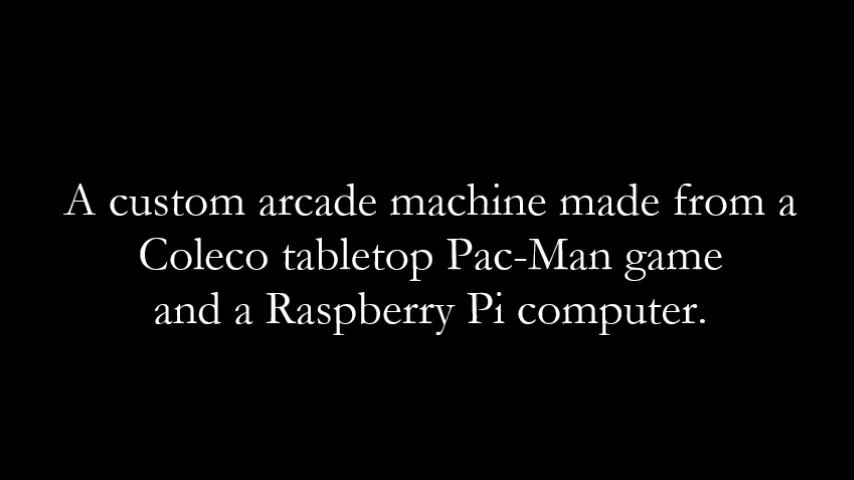 A custom arcade machine made from a
Coleco tabletop Pac-Man game
and a Raspberry Pi computer.